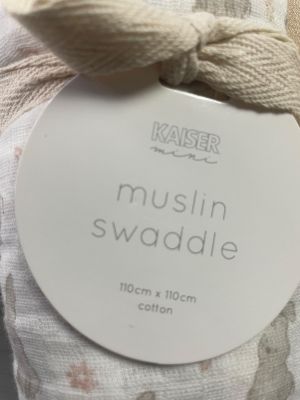 KAISER
mini
muslin
swaddle
110cm x 110cm
cotton